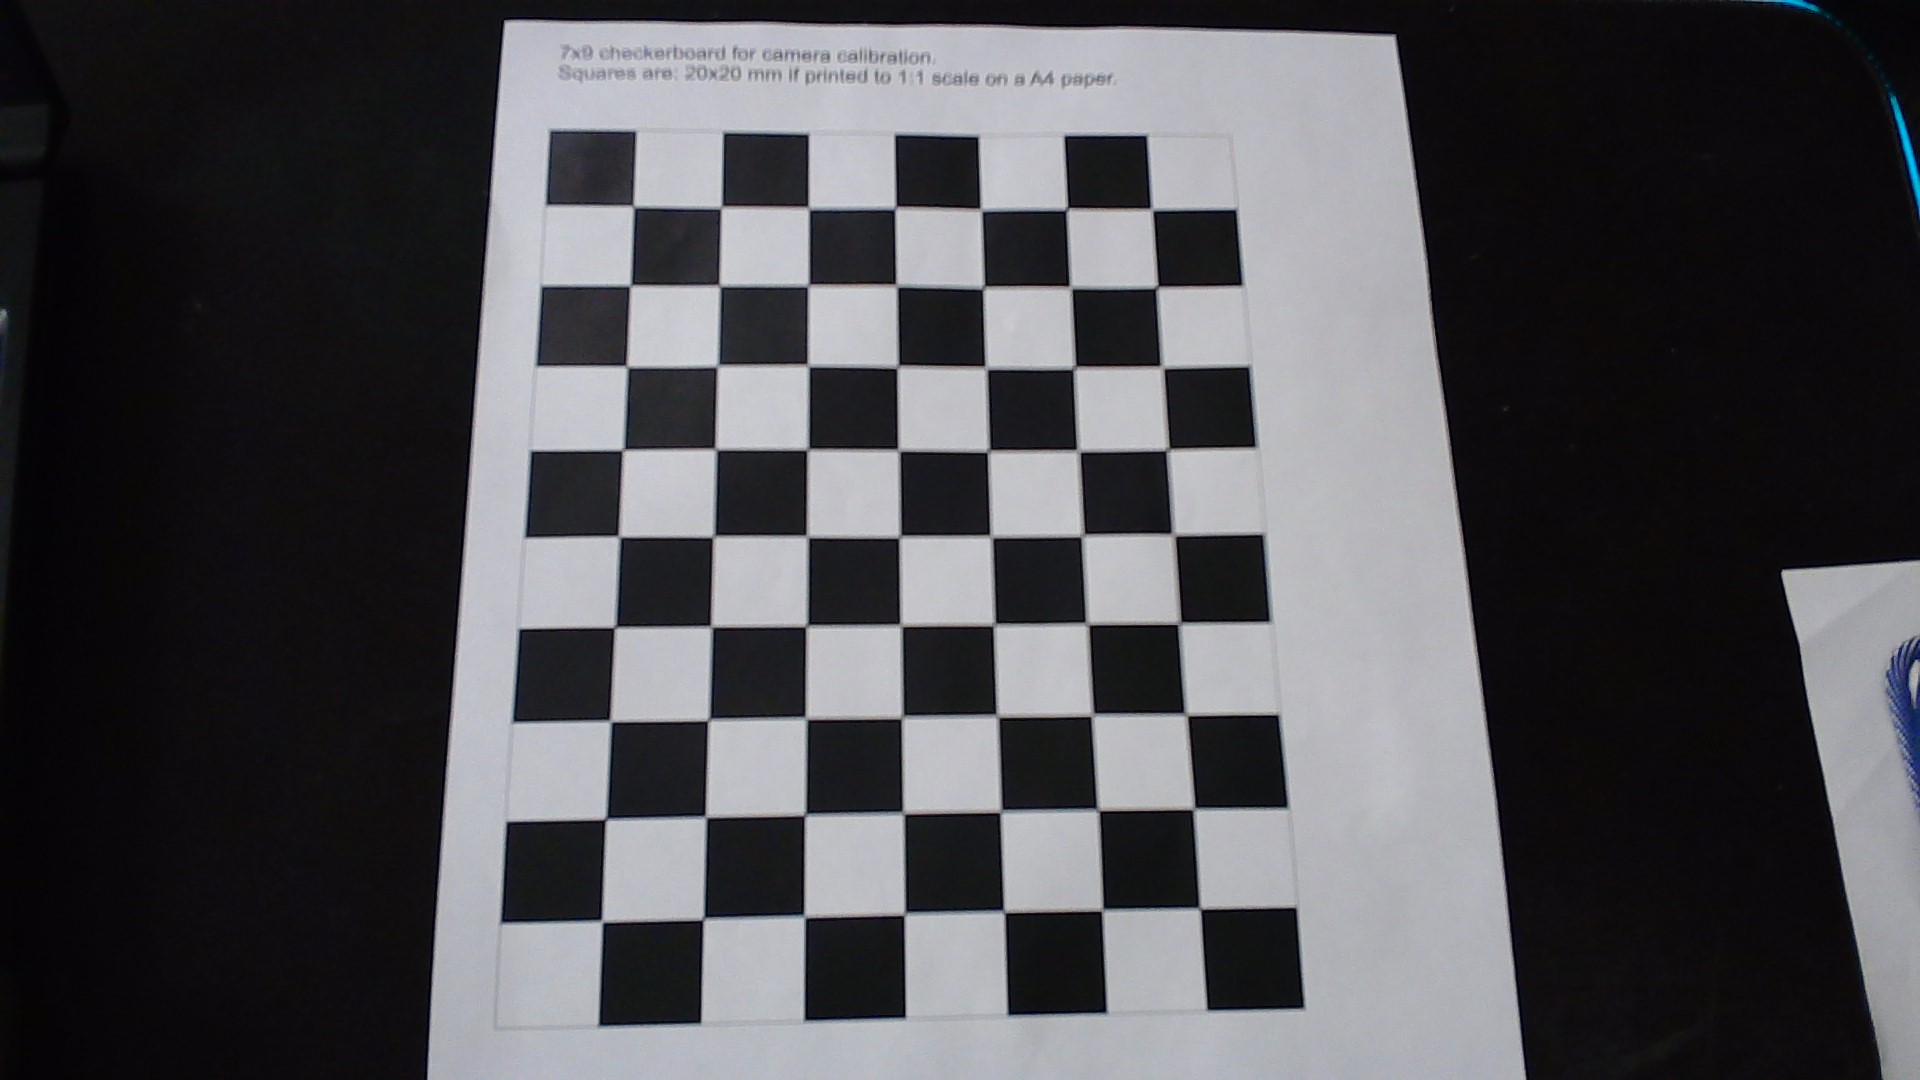 7x9 checkerboard for camera calibration.
Squares are: 20x20 mm if printed to 1:1 scale on a A4 paper.